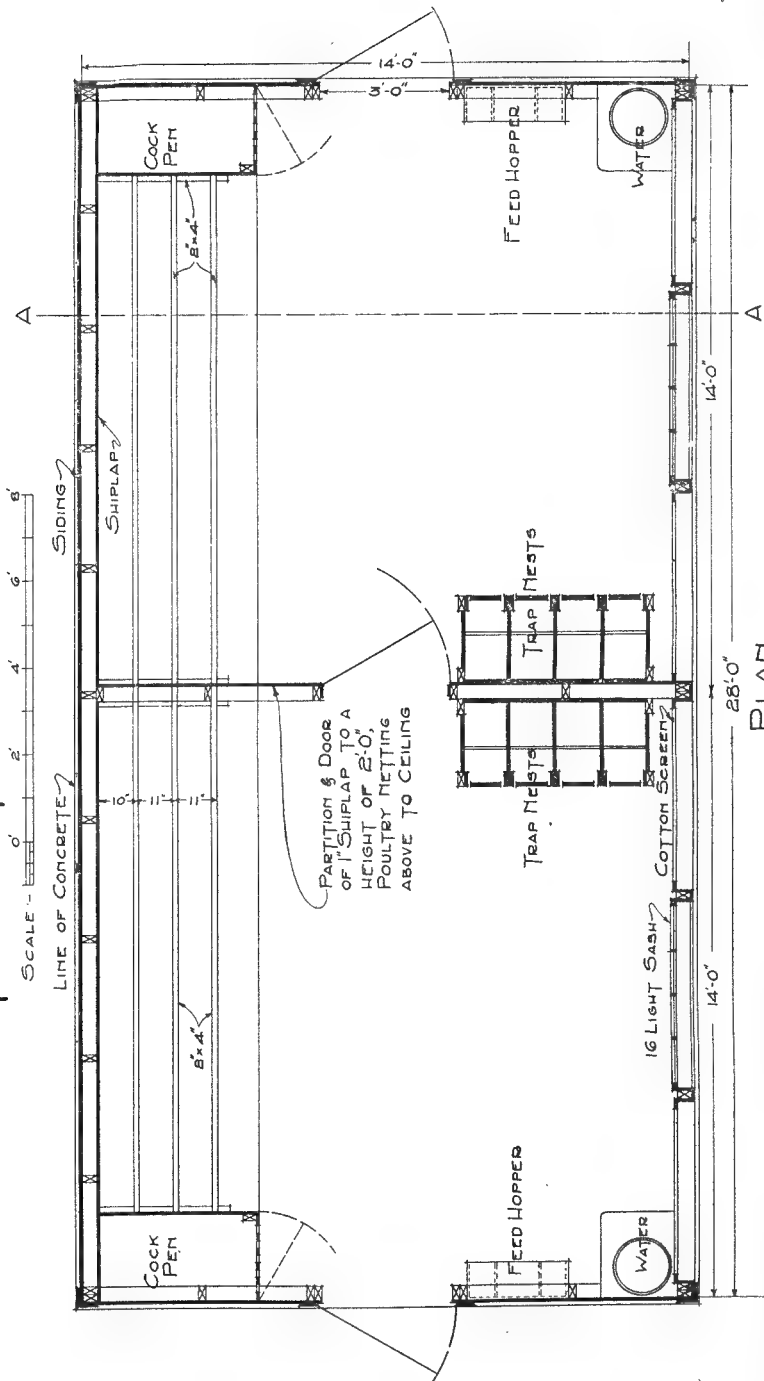 SCALE:-
0'
2'
4'
6'
8'
LINE OF CONCRETE
SIDING
SHIPLAP
A
14'-0"
COCK
PEN
COCK
PEN
10"
11"
11"
8"x4"
8"x4"
3'-0"
PARTITION & DOOR
OF 1" SHIPLAP TO A
HEIGHT OF 2'-0",
POULTRY NETTING
ABOVE TO CEILING
FEED HOPPER
TRAP NESTS
TRAP NESTS
FEED HOPPER
WATER
16 LIGHT SASH
COTTON SCREEN
WATER
14'-0"
14'-0"
A
28'-0"